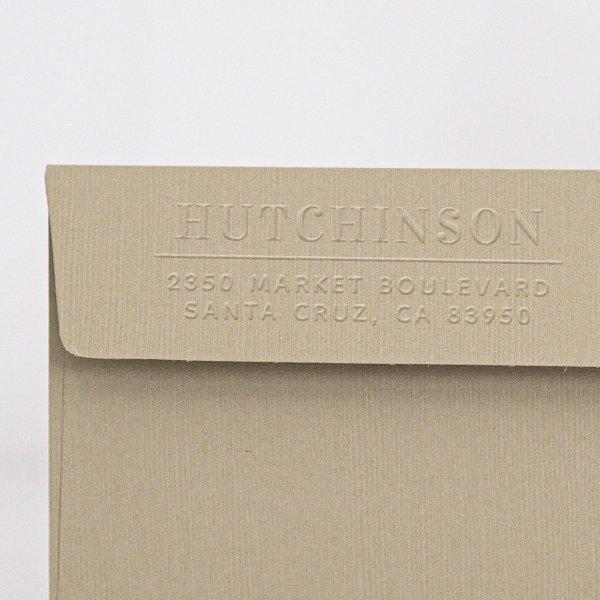 HUTCHINSON
2350 MARKET BOULEVARD
SANTA CRUZ, CA 83950